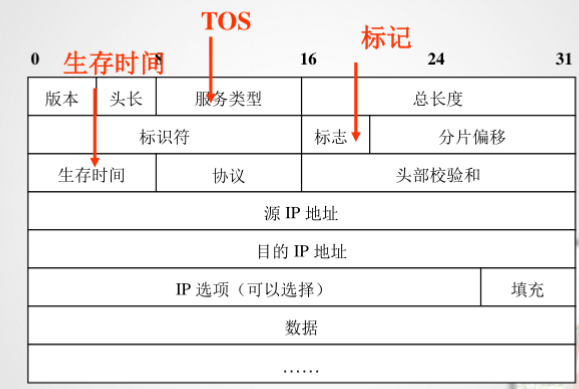 TOS
标记
生存时间
0 8 16 24 31
版本 头长 服务类型 总长度
标识符 标志 分片偏移
生存时间 协议 头部校验和
源 IP 地址
目的 IP 地址
IP 选项（可以选择） 填充
数据
……